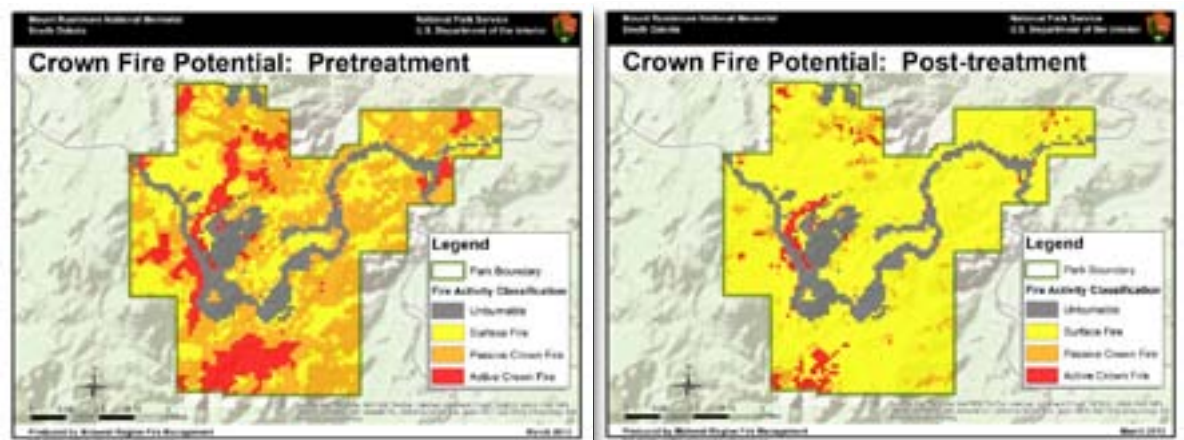 Mount Rushmore National Memorial
South Dakota
National Park Service
U.S. Department of the Interior
Crown Fire Potential: Pretreatment
Legend
Park Boundary
Fire Activity Classification
Unburnable
Surface Fire
Passive Crown Fire
Active Crown Fire
Produced by Midwest Region Fire Management
March 2012
Mount Rushmore National Memorial
South Dakota
National Park Service
U.S. Department of the Interior
Crown Fire Potential: Post-treatment
Legend
Park Boundary
Fire Activity Classification
Unburnable
Surface Fire
Passive Crown Fire
Active Crown Fire
Produced by Midwest Region Fire Management
March 2012